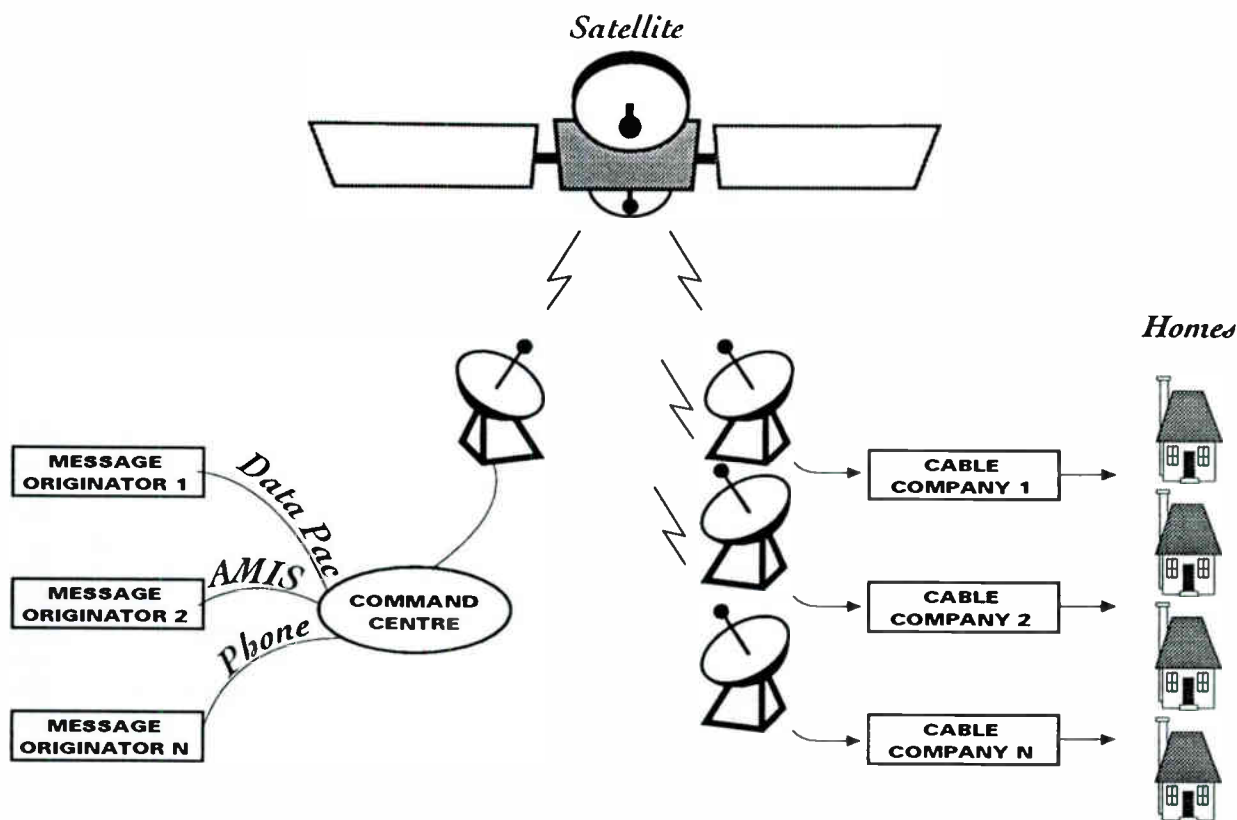 Satellite
Homes
MESSAGE
ORIGINATOR 1
Data Pac
MESSAGE
ORIGINATOR 2
AMIS
COMMAND
CENTRE
Phone
MESSAGE
ORIGINATOR N
CABLE
COMPANY 1
CABLE
COMPANY 2
CABLE
COMPANY N